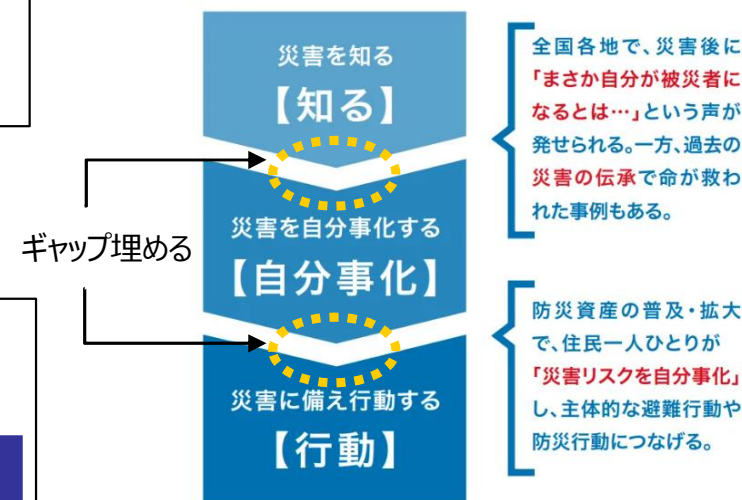 災害を知る
【知る】
ギャップ埋める
災害を自分事化する
【自分事化】
災害に備え行動する
【行動】
全国各地で、災害後に
「まさか自分が被災者に
なるとは…」という声が
発せられる。一方、過去の
災害の伝承で命が救わ
れた事例もある。
防災資産の普及・拡大
で、住民一人ひとりが
「災害リスクを自分事化」
し、主体的な避難行動や
防災行動につなげる。